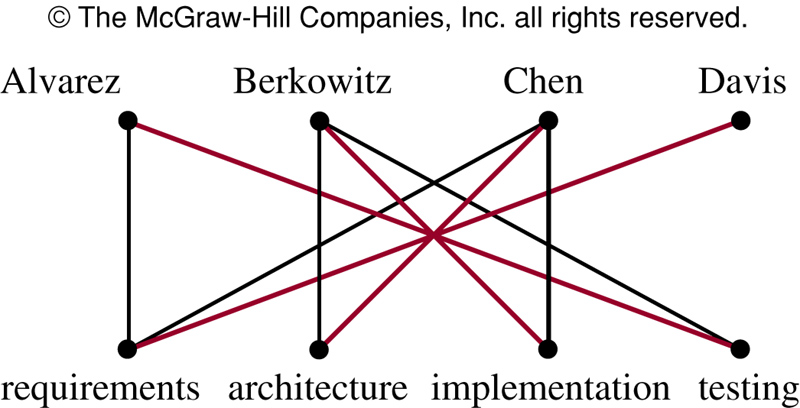 © The McGraw-Hill Companies, Inc. all rights reserved.
Alvarez Berkowitz Chen Davis
requirements architecture implementation testing